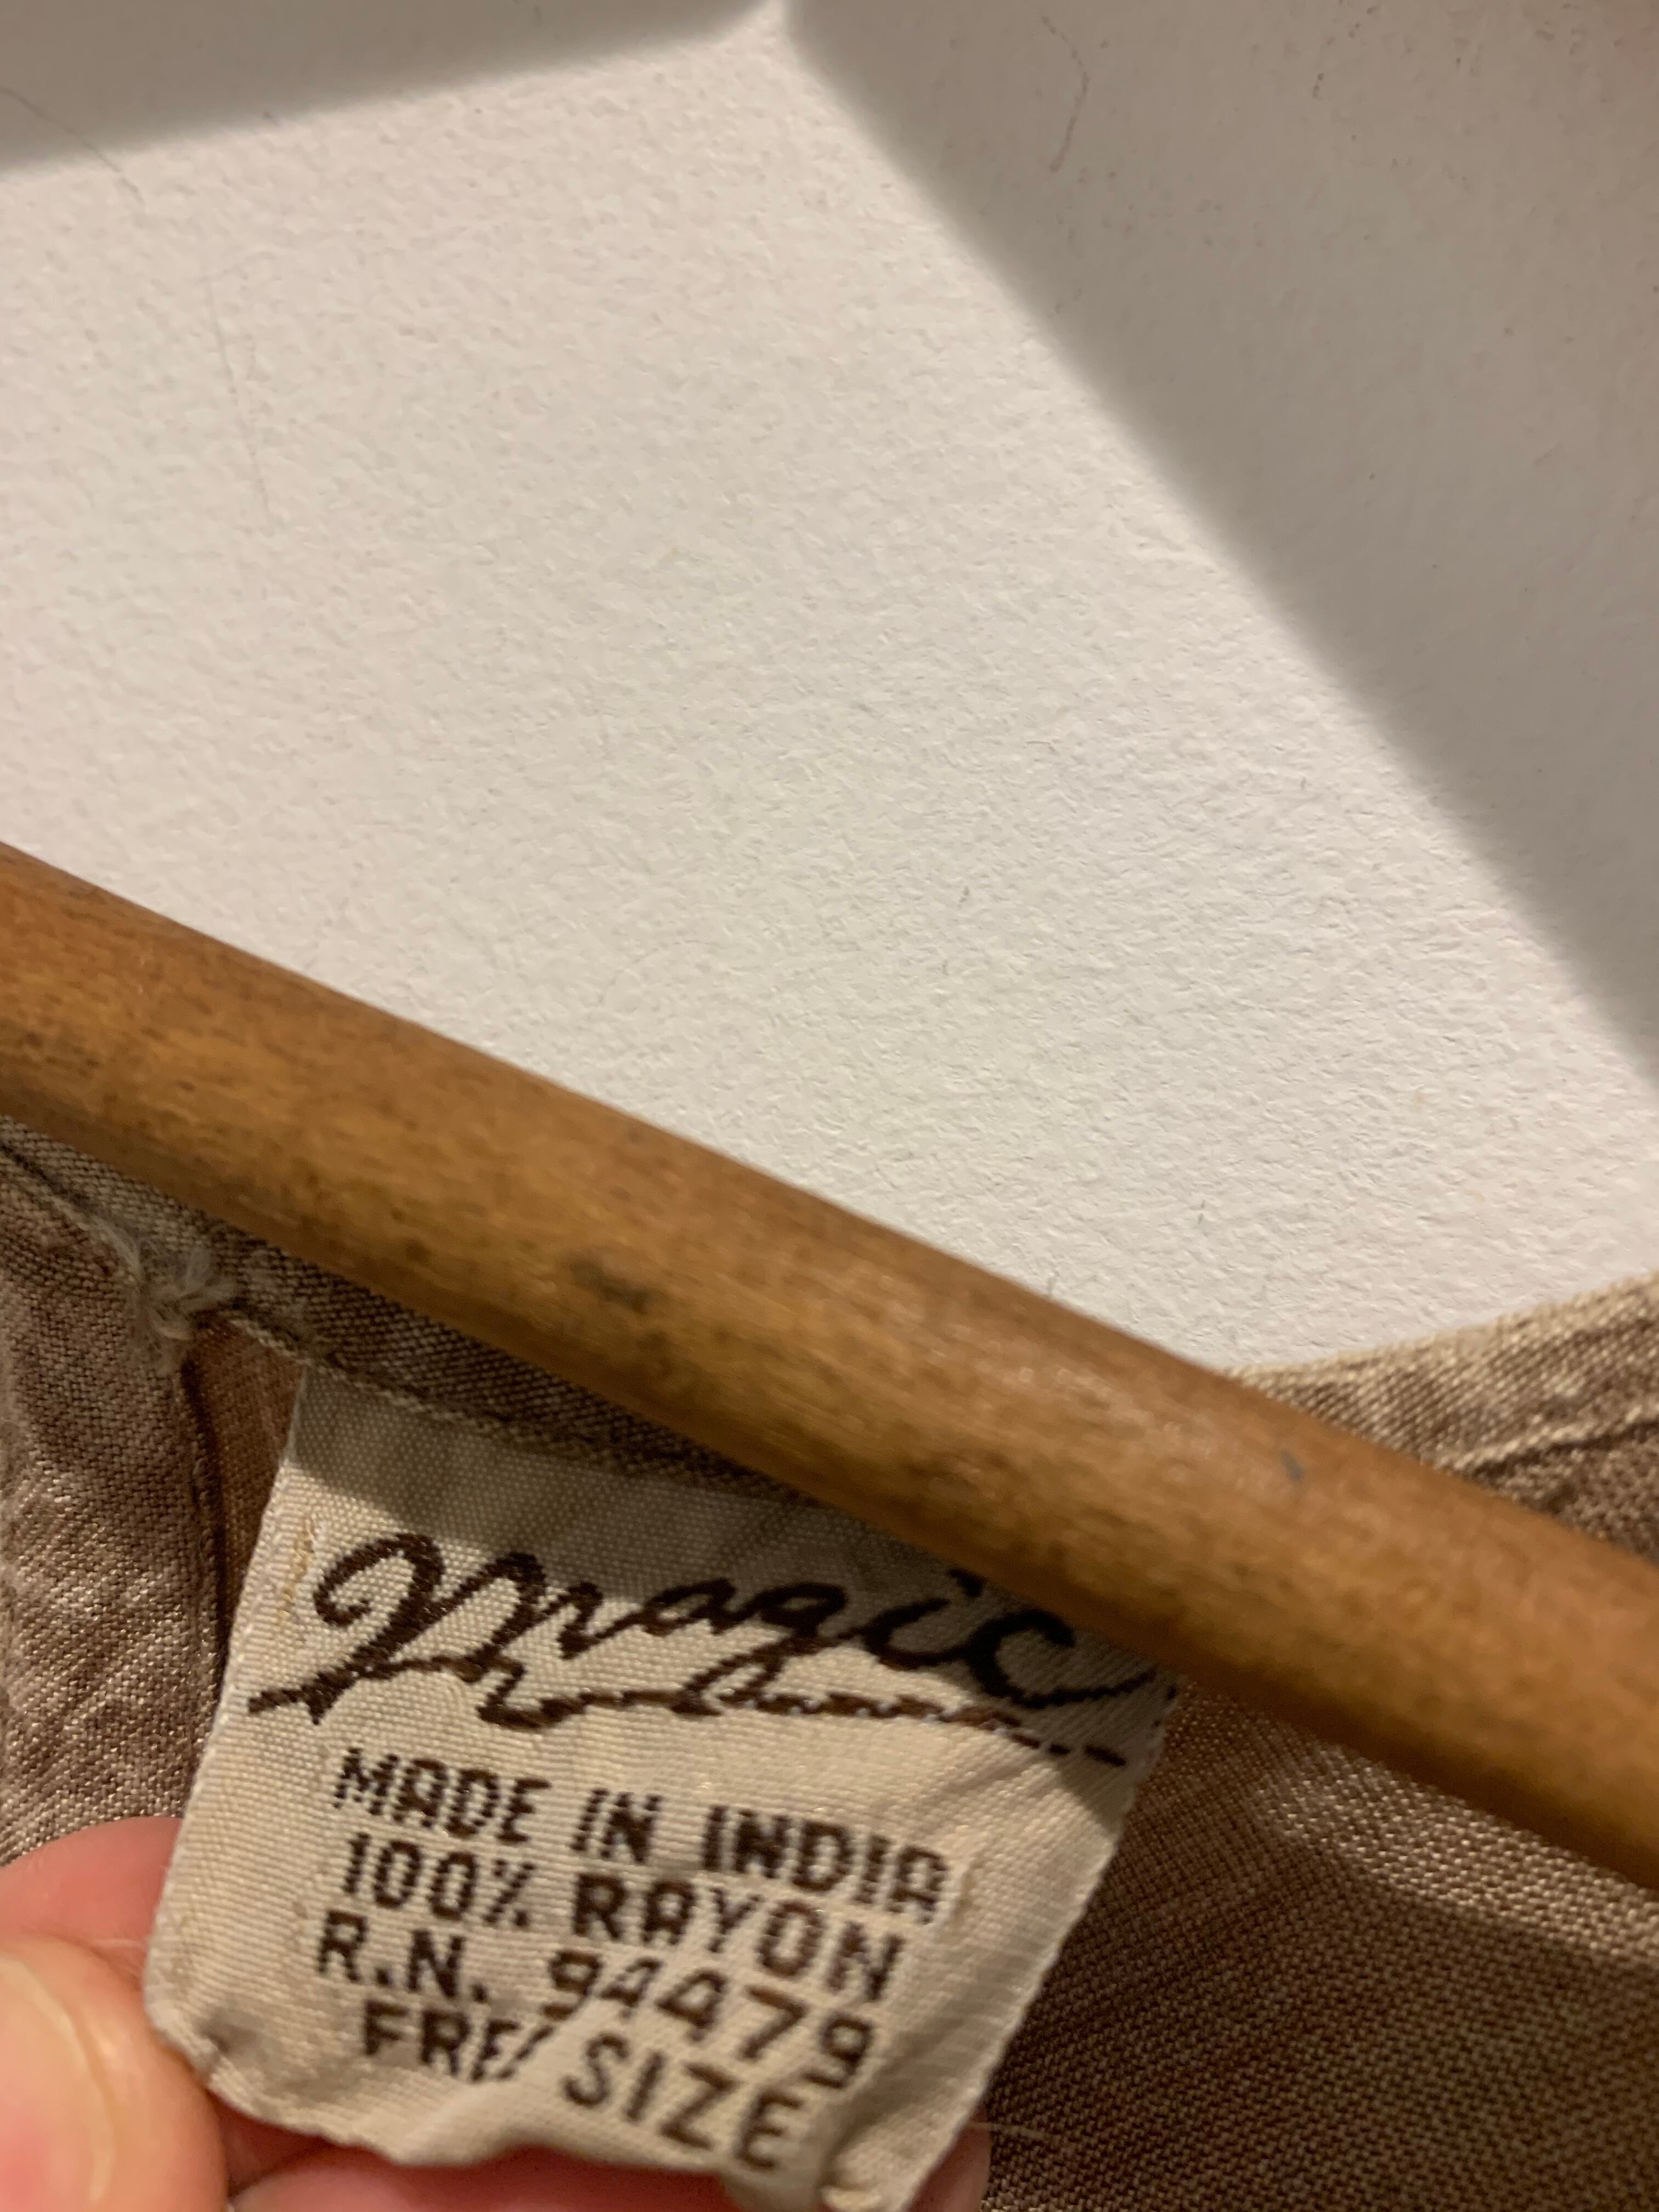 Magic
MADE IN INDIA
100% RAYON
R.N. 94479
FREE SIZE